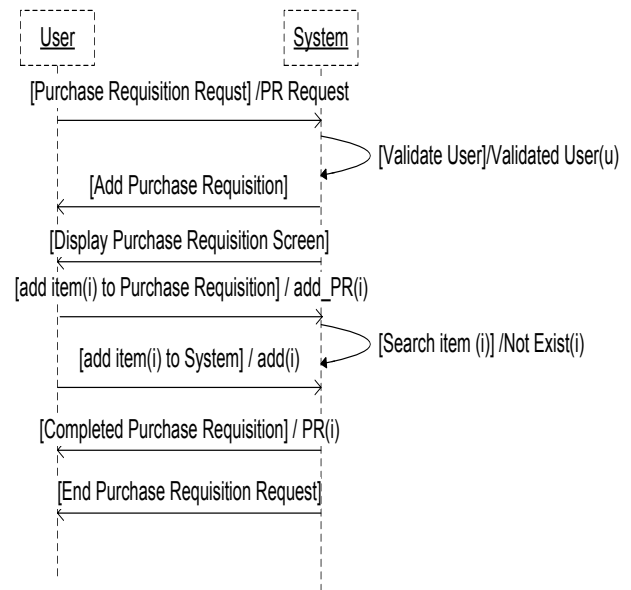 User
System
[Purchase Requisition Requst] /PR Request
[Validate User]/Validated User(u)
[Add Purchase Requisition]
[Display Purchase Requisition Screen]
[add item(i) to Purchase Requisition] / add_PR(i)
[Search item (i)] /Not Exist(i)
[add item(i) to System] / add(i)
[Completed Purchase Requisition] / PR(i)
[End Purchase Requisition Request]